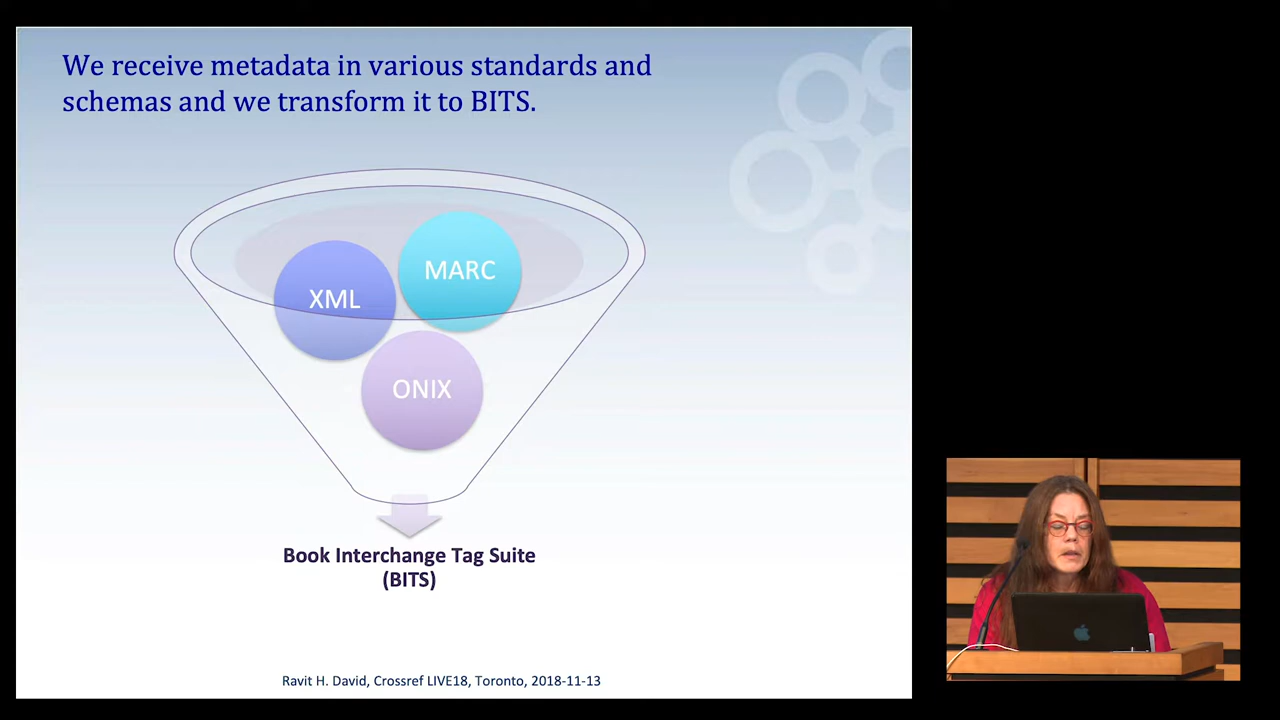 We receive metadata in various standards and
schemas and we transform it to BITS.
MARC
XML
ONIX
Book Interchange Tag Suite
(BITS)
Ravit H. David, Crossref LIVE18, Toronto, 2018-11-13